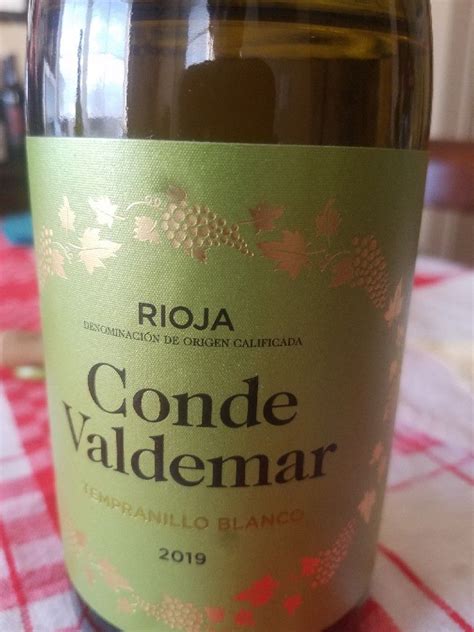 RIOJA
DENOMINACIÓN DE ORIGEN CALIFICADA
Conde
Valdemar
TEMPRANILLO BLANCO
2019